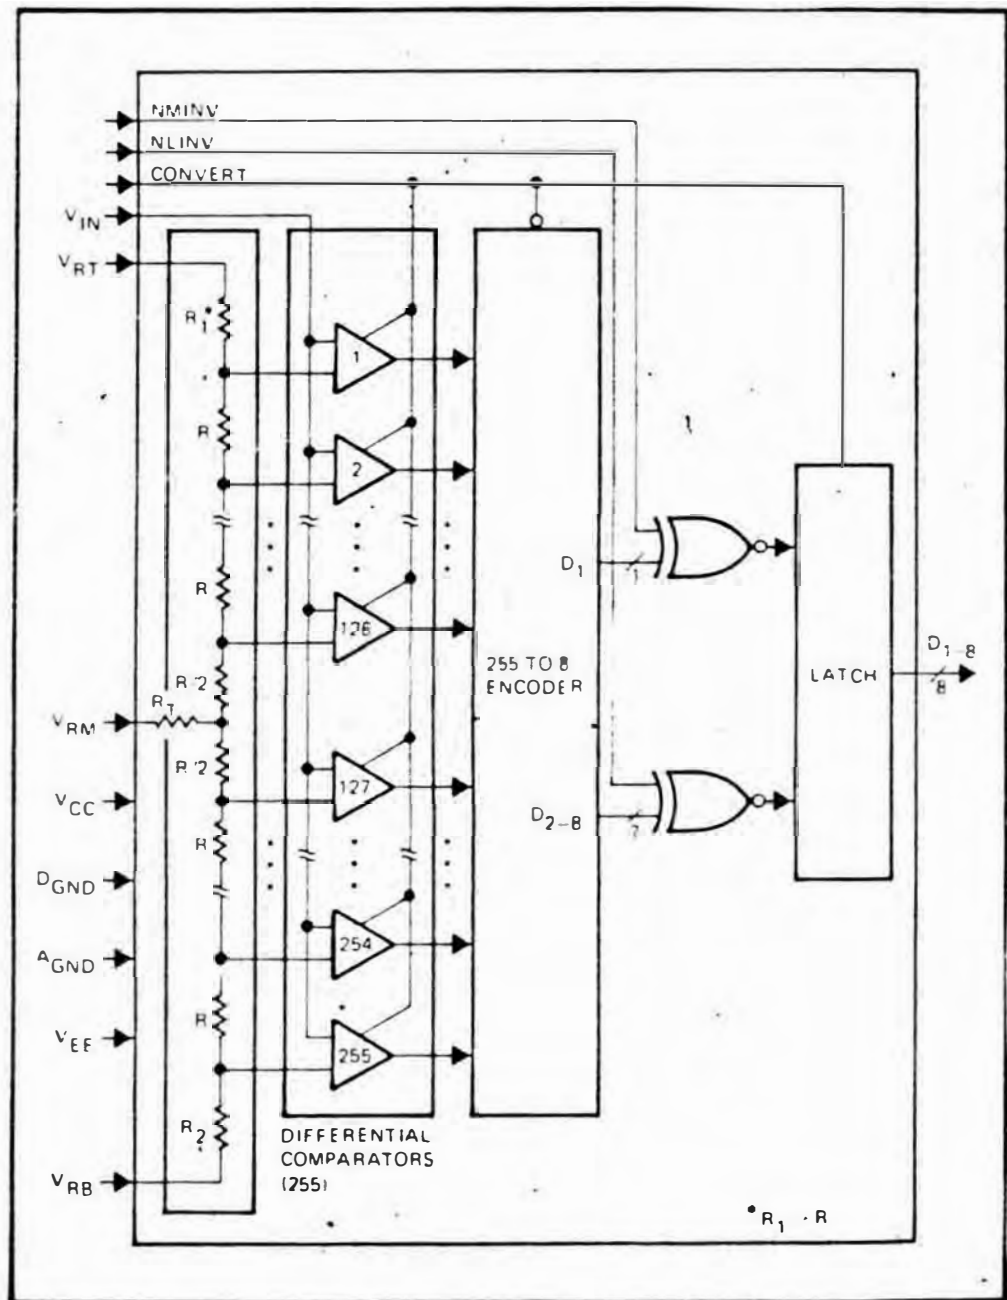 NMINV
NLINV
CONVERT
VIN
VRT
R1*
1
R
2
R
126
D1
1
R/2
255 TO 8
ENCODER
D1-8
8
LATCH
RT
VRM
R/2
127
VCC
D2-8
7
R
DGND
254
AGND
R
VEE
255
R2
DIFFERENTIAL
COMPARATORS
(255)
VRB
*R1 - R